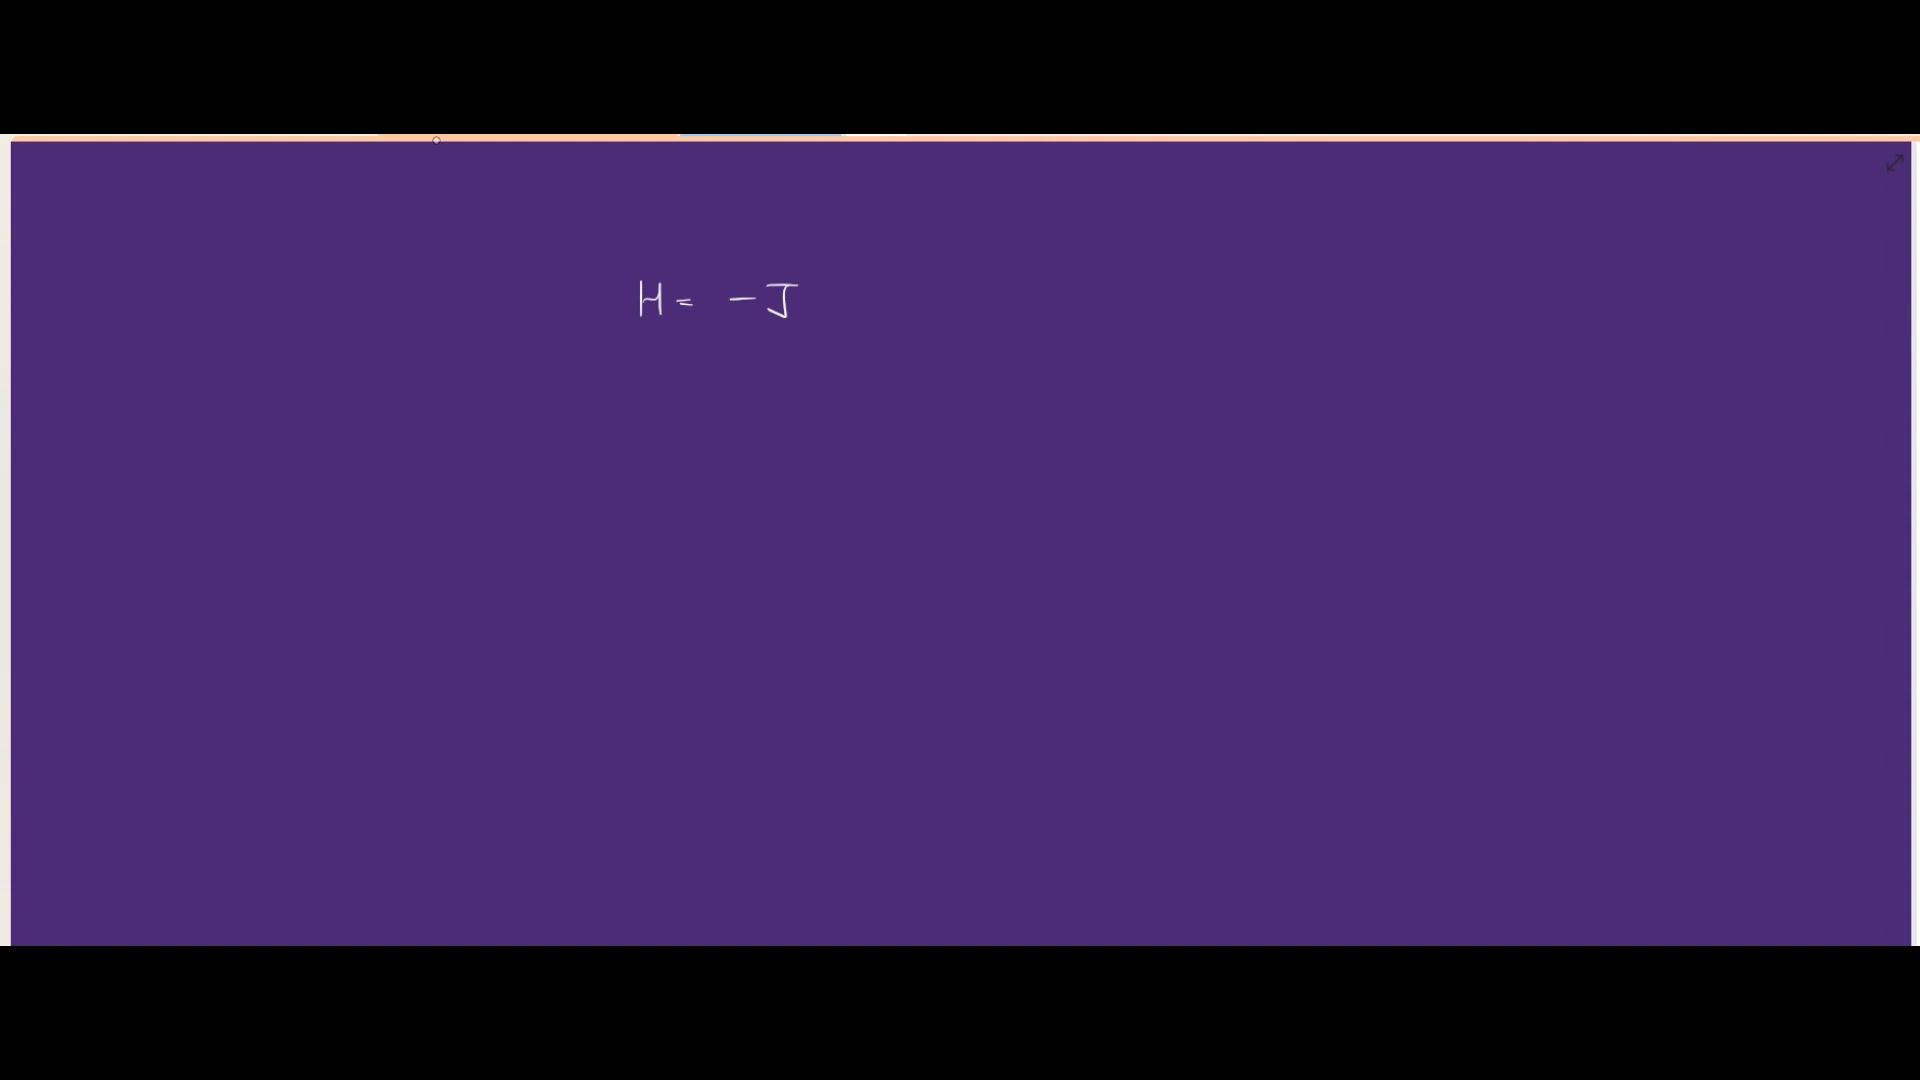 H = - J